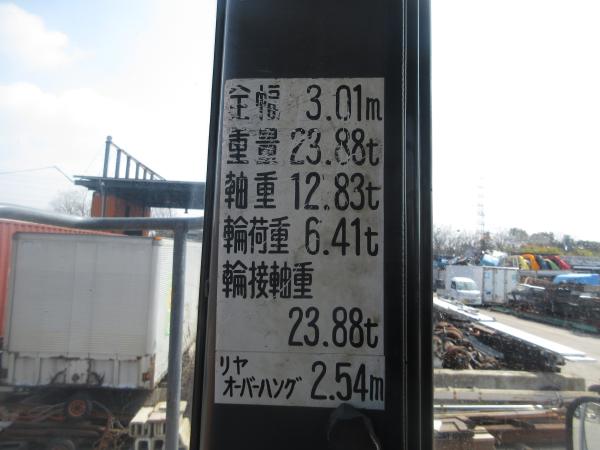 全幅 3.01m
重量 23.88t
軸重 12.83t
輪荷重 6.41t
輪接軸重
23.88t
リヤ
オーバーハング 2.54m